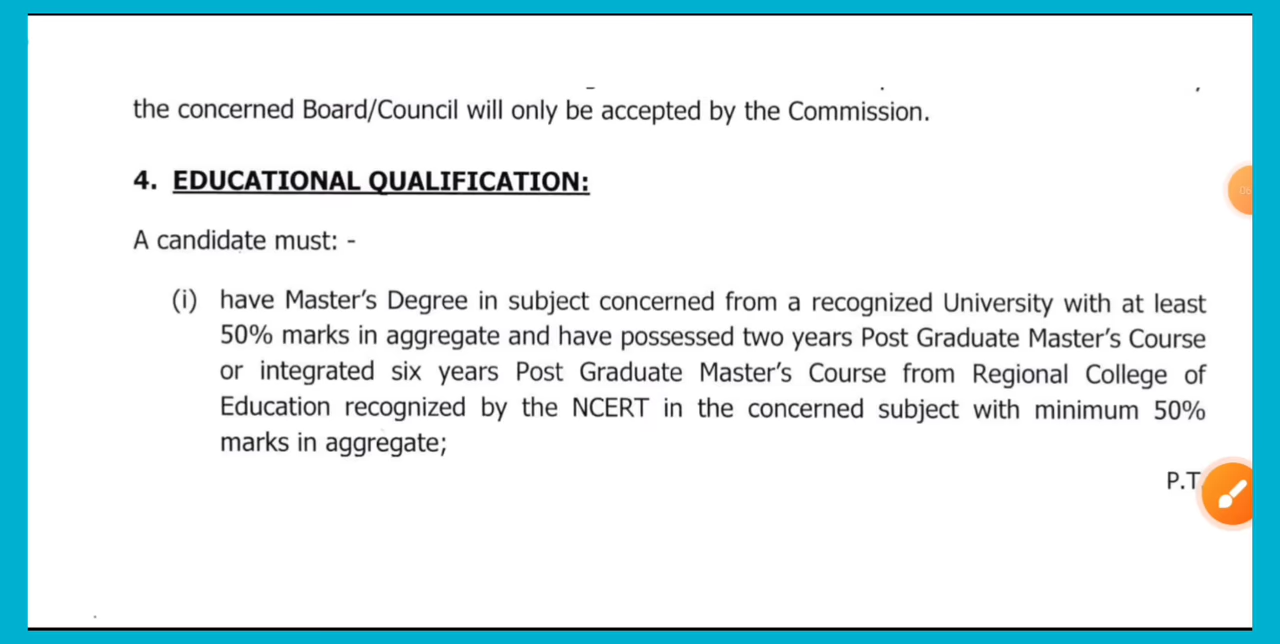 the concerned Board/Council will only be accepted by the Commission.
4. EDUCATIONAL QUALIFICATION:
A candidate must: -
(i) have Master's Degree in subject concerned from a recognized University with at least
50% marks in aggregate and have possessed two years Post Graduate Master's Course
or integrated six years Post Graduate Master's Course from Regional College of
Education recognized by the NCERT in the concerned subject with minimum 50%
marks in aggregate;
P.T